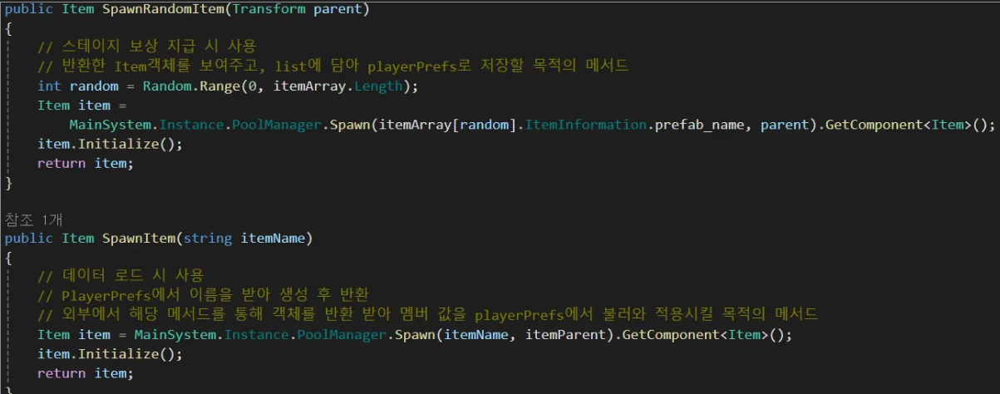 public Item SpawnRandomItem(Transform parent)
{
// 스테이지 보상 지급 시 사용
// 반환한 Item객체를 보여주고, list에 담아 playerPrefs로 저장할 목적의 메서드
int random = Random.Range(0, itemArray.Length);
Item item =
MainSystem.Instance.PoolManager.Spawn(itemArray[random].ItemInformation.prefab_name, parent).GetComponent<Item>();
item.Initialize();
return item;
}
참조 1개
public Item SpawnItem(string itemName)
{
// 데이터 로드 시 사용
// PlayerPrefs에서 이름을 받아 생성 후 반환
// 외부에서 해당 메서드를 통해 객체를 반환 받아 멤버 값을 playerPrefs에서 불러와 적용시킬 목적의 메서드
Item item = MainSystem.Instance.PoolManager.Spawn(itemName, itemParent).GetComponent<Item>();
item.Initialize();
return item;
}